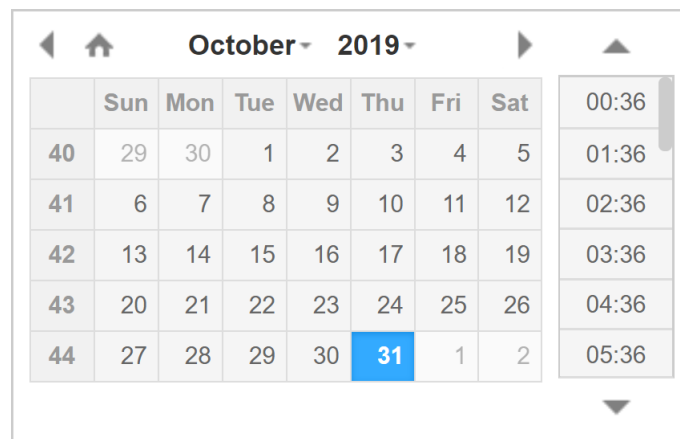 October 2019
Sun Mon Tue Wed Thu Fri Sat 00:36
40 29 30 1 2 3 4 5 01:36
41 6 7 8 9 10 11 12 02:36
42 13 14 15 16 17 18 19 03:36
43 20 21 22 23 24 25 26 04:36
44 27 28 29 30 31 1 2 05:36